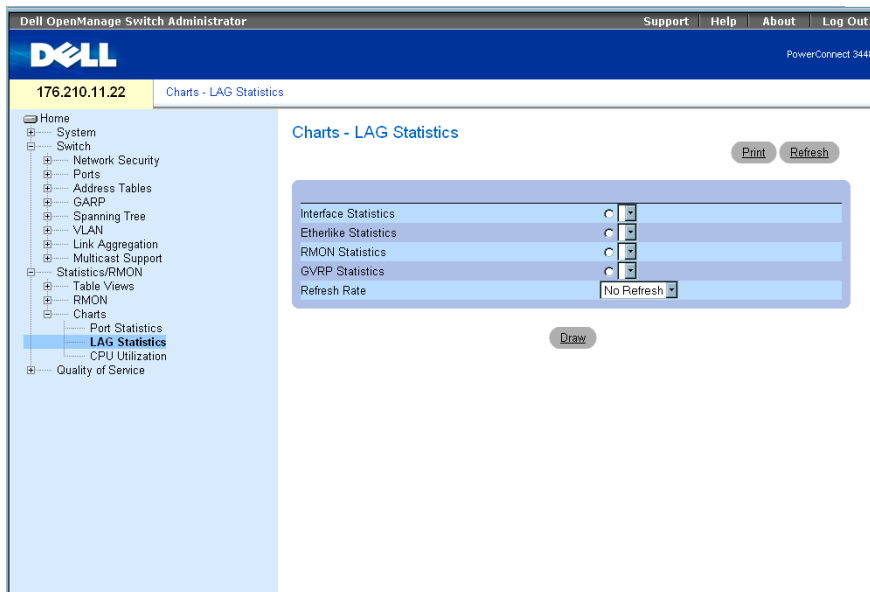 Dell OpenManage Switch Administrator
Support | Help | About | Log Out
DELL
PowerConnect 3448
176.210.11.22
Charts - LAG Statistics
Home
System
Switch
Network Security
Ports
Address Tables
GARP
Spanning Tree
VLAN
Link Aggregation
Multicast Support
Statistics/RMON
Table Views
RMON
Charts
Port Statistics
LAG Statistics
CPU Utilization
Quality of Service
Charts - LAG Statistics
Print
Refresh
Interface Statistics
Etherlike Statistics
RMON Statistics
GVRP Statistics
Refresh Rate
No Refresh
Draw